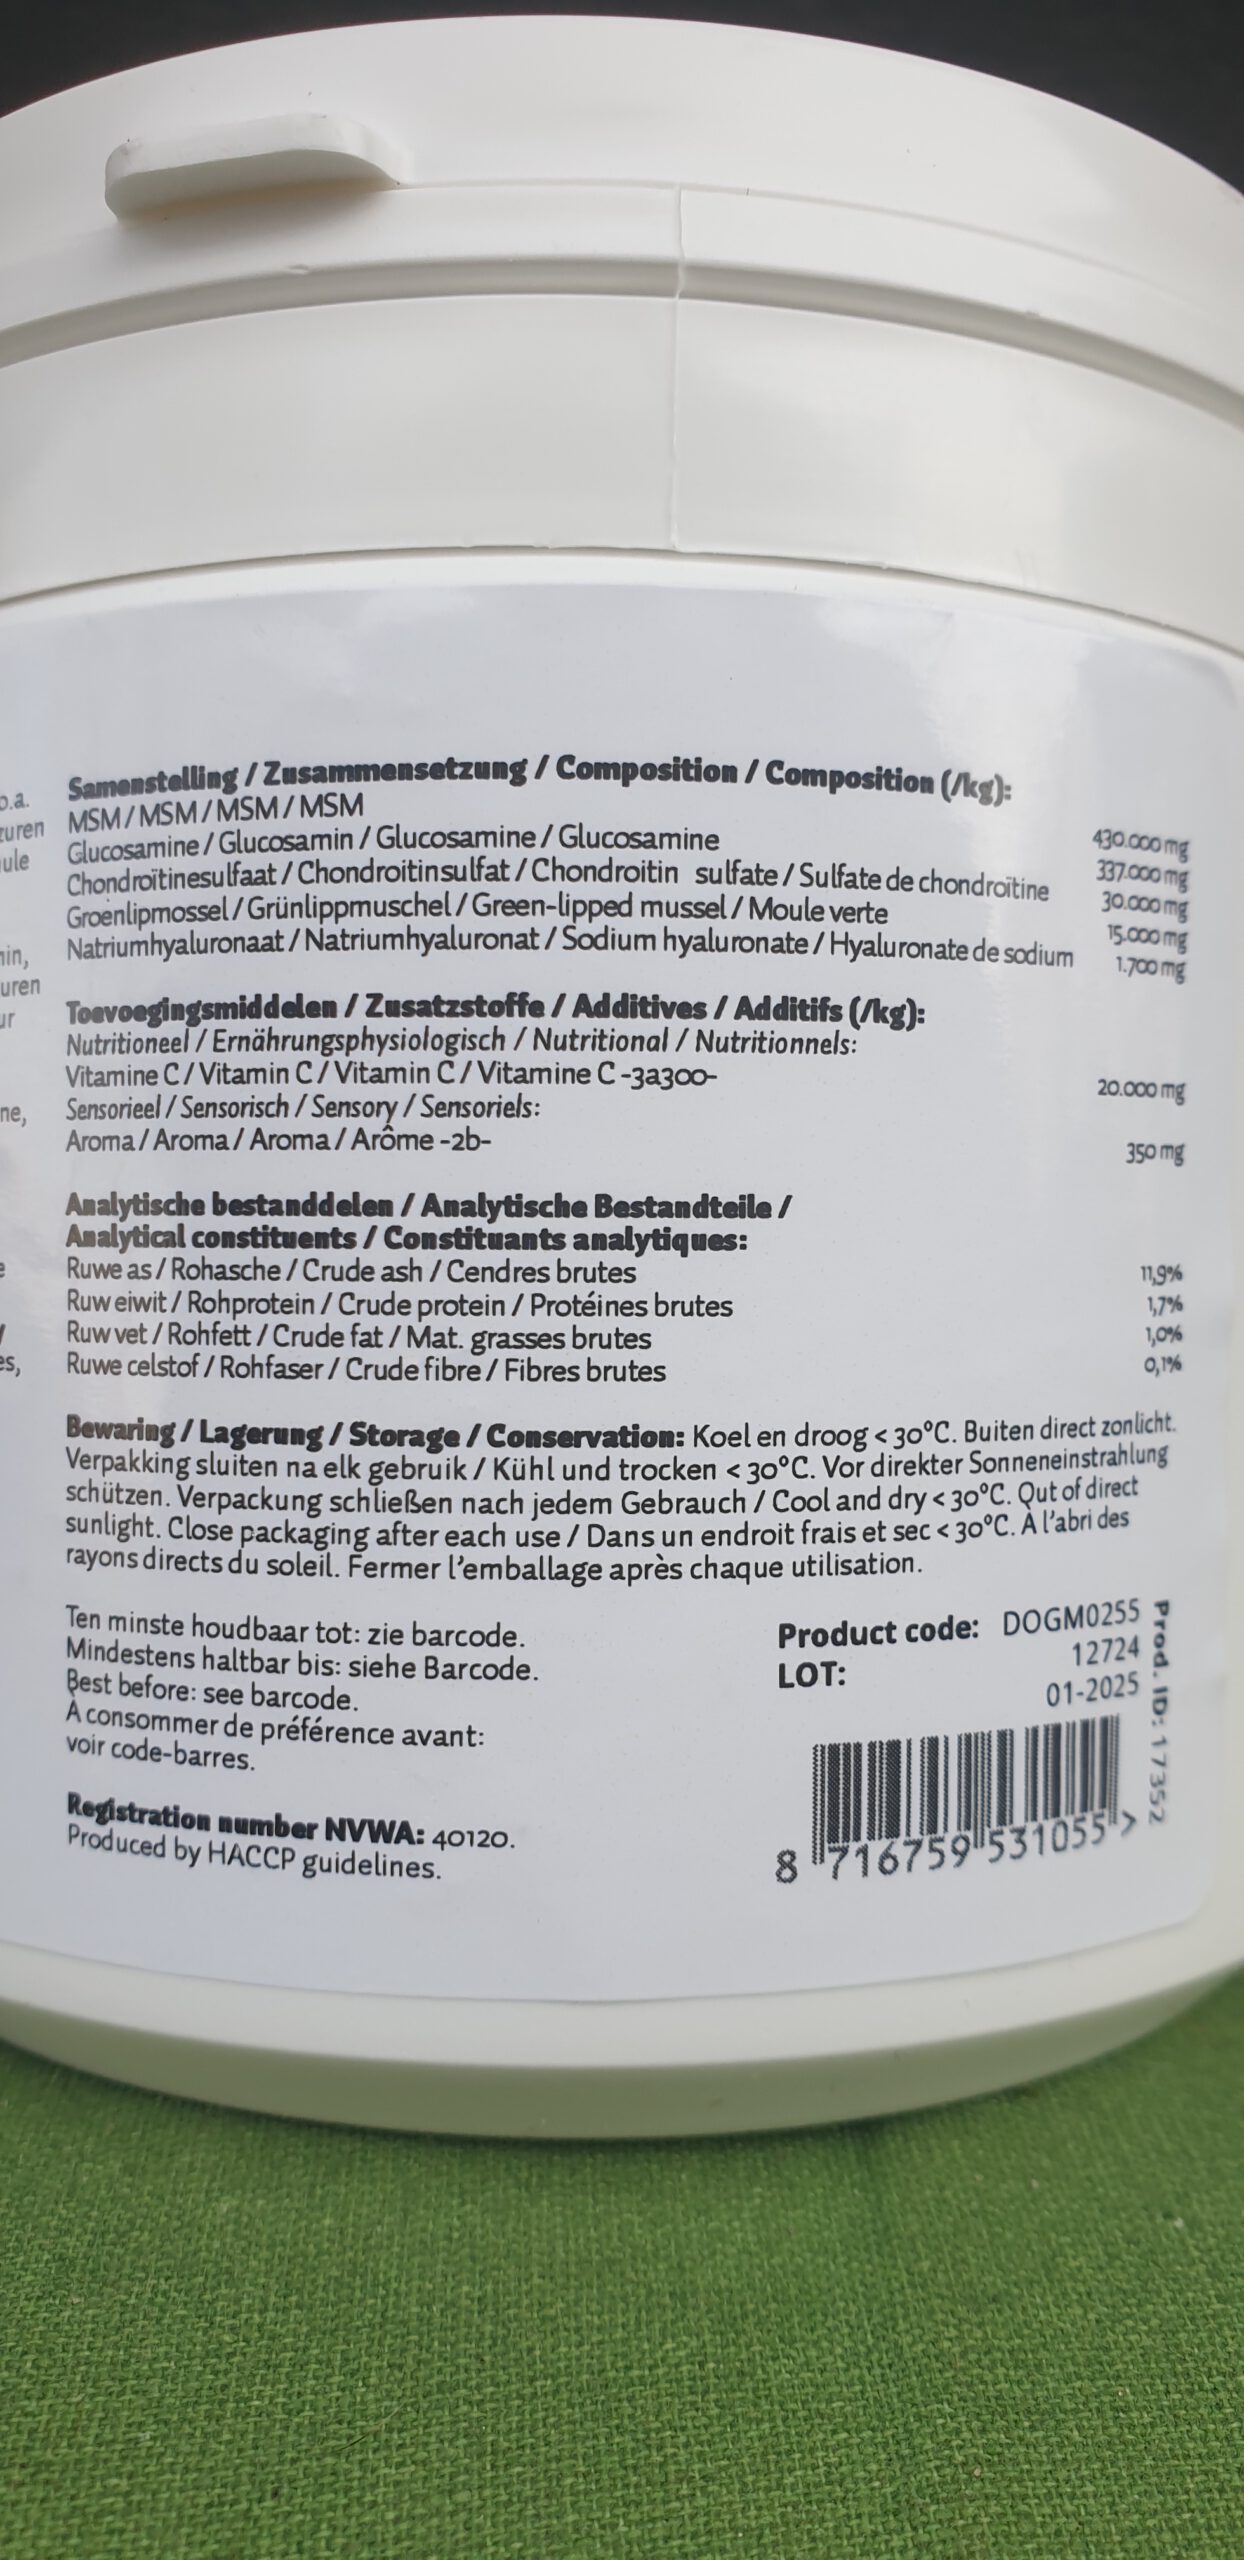 o.a.
zuren
ule
min,
uren
ur
ne,
e
/
es,
Samenstelling / Zusammensetzung / Composition / Composition (/kg):
MSM / MSM / MSM / MSM 430.000 mg
Glucosamine / Glucosamin / Glucosamine / Glucosamine 337.000 mg
Chondroïtinesulfaat / Chondroitinsulfat / Chondroitin sulfate / Sulfate de chondroïtine 30.000 mg
Groenlipmossel / Grünlippmuschel / Green-lipped mussel / Moule verte 15.000 mg
Natriumhyaluronaat / Natriumhyaluronat / Sodium hyaluronate / Hyaluronate de sodium 1.700 mg
Toevoegingsmiddelen / Zusatzstoffe / Additives / Additifs (/kg):
Nutritioneel / Ernährungsphysiologisch / Nutritional / Nutritionnels:
Vitamine C / Vitamin C / Vitamin C / Vitamine C -3a300- 20.000 mg
Sensorieel / Sensorisch / Sensory / Sensoriels:
Aroma / Aroma / Aroma / Arôme -2b- 350 mg
Analytische bestanddelen / Analytische Bestandteile /
Analytical constituents / Constituants analytiques:
Ruwe as / Rohasche / Crude ash / Cendres brutes 11,9%
Ruw eiwit / Rohprotein / Crude protein / Protéines brutes 1,7%
Ruw vet / Rohfett / Crude fat / Mat. grasses brutes 1,0%
Ruwe celstof / Rohfaser / Crude fibre / Fibres brutes 0,1%
Bewaring / Lagerung / Storage / Conservation: Koel en droog < 30°C. Buiten direct zonlicht.
Verpakking sluiten na elk gebruik / Kühl und trocken < 30°C. Vor direkter Sonneneinstrahlung
schützen. Verpackung schließen nach jedem Gebrauch / Cool and dry < 30°C. Out of direct
sunlight. Close packaging after each use / Dans un endroit frais et sec < 30°C. À l'abri des
rayons directs du soleil. Fermer l'emballage après chaque utilisation.
Ten minste houdbaar tot: zie barcode.
Mindestens haltbar bis: siehe Barcode.
Best before: see barcode.
À consommer de préférence avant:
voir code-barres.
Registration number NVWA: 40120.
Produced by HACCP guidelines.
Product code: DOGM0255
LOT: 12724
01-2025
Prod. ID: 17352
8 716759 531055 >